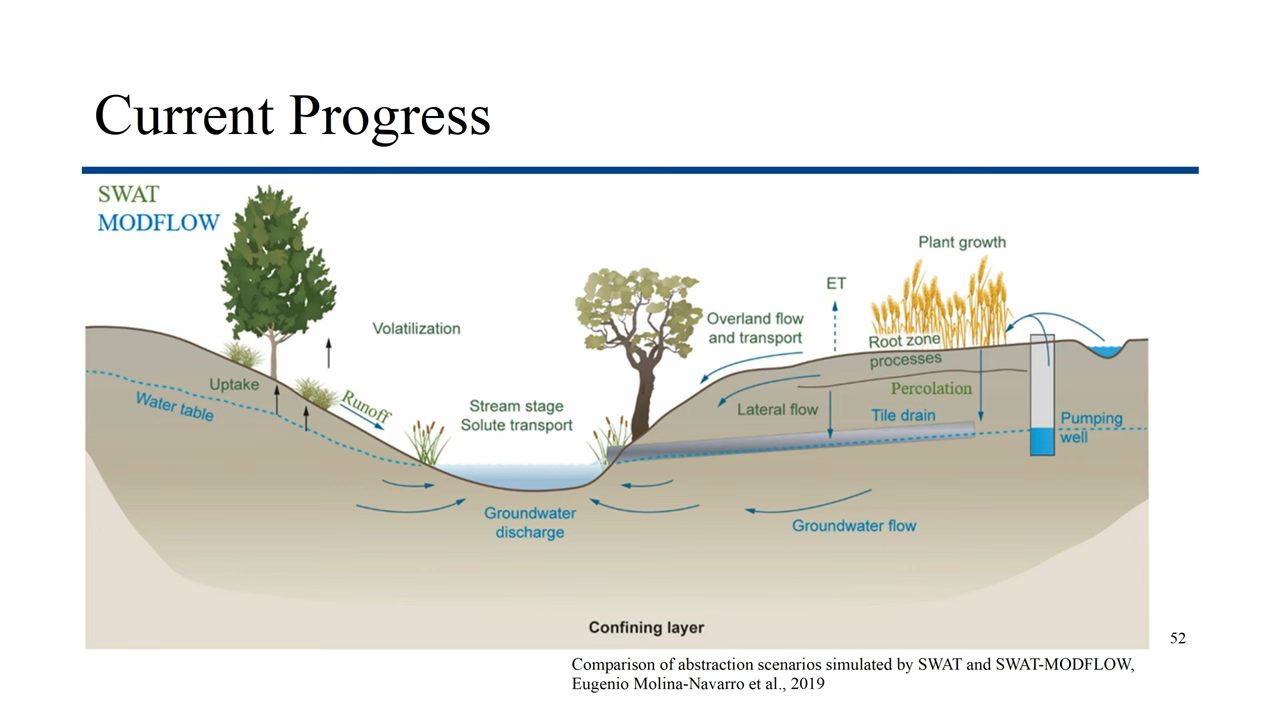 Current Progress
SWAT
MODFLOW
Plant growth
ET
Volatilization
Overland flow
and transport
Root zone
processes
Uptake
Percolation
Water table
Runoff
Stream stage
Solute transport
Lateral flow
Tile drain
Pumping
well
Groundwater
discharge
Groundwater flow
Confining layer
52
Comparison of abstraction scenarios simulated by SWAT and SWAT-MODFLOW,
Eugenio Molina-Navarro et al., 2019